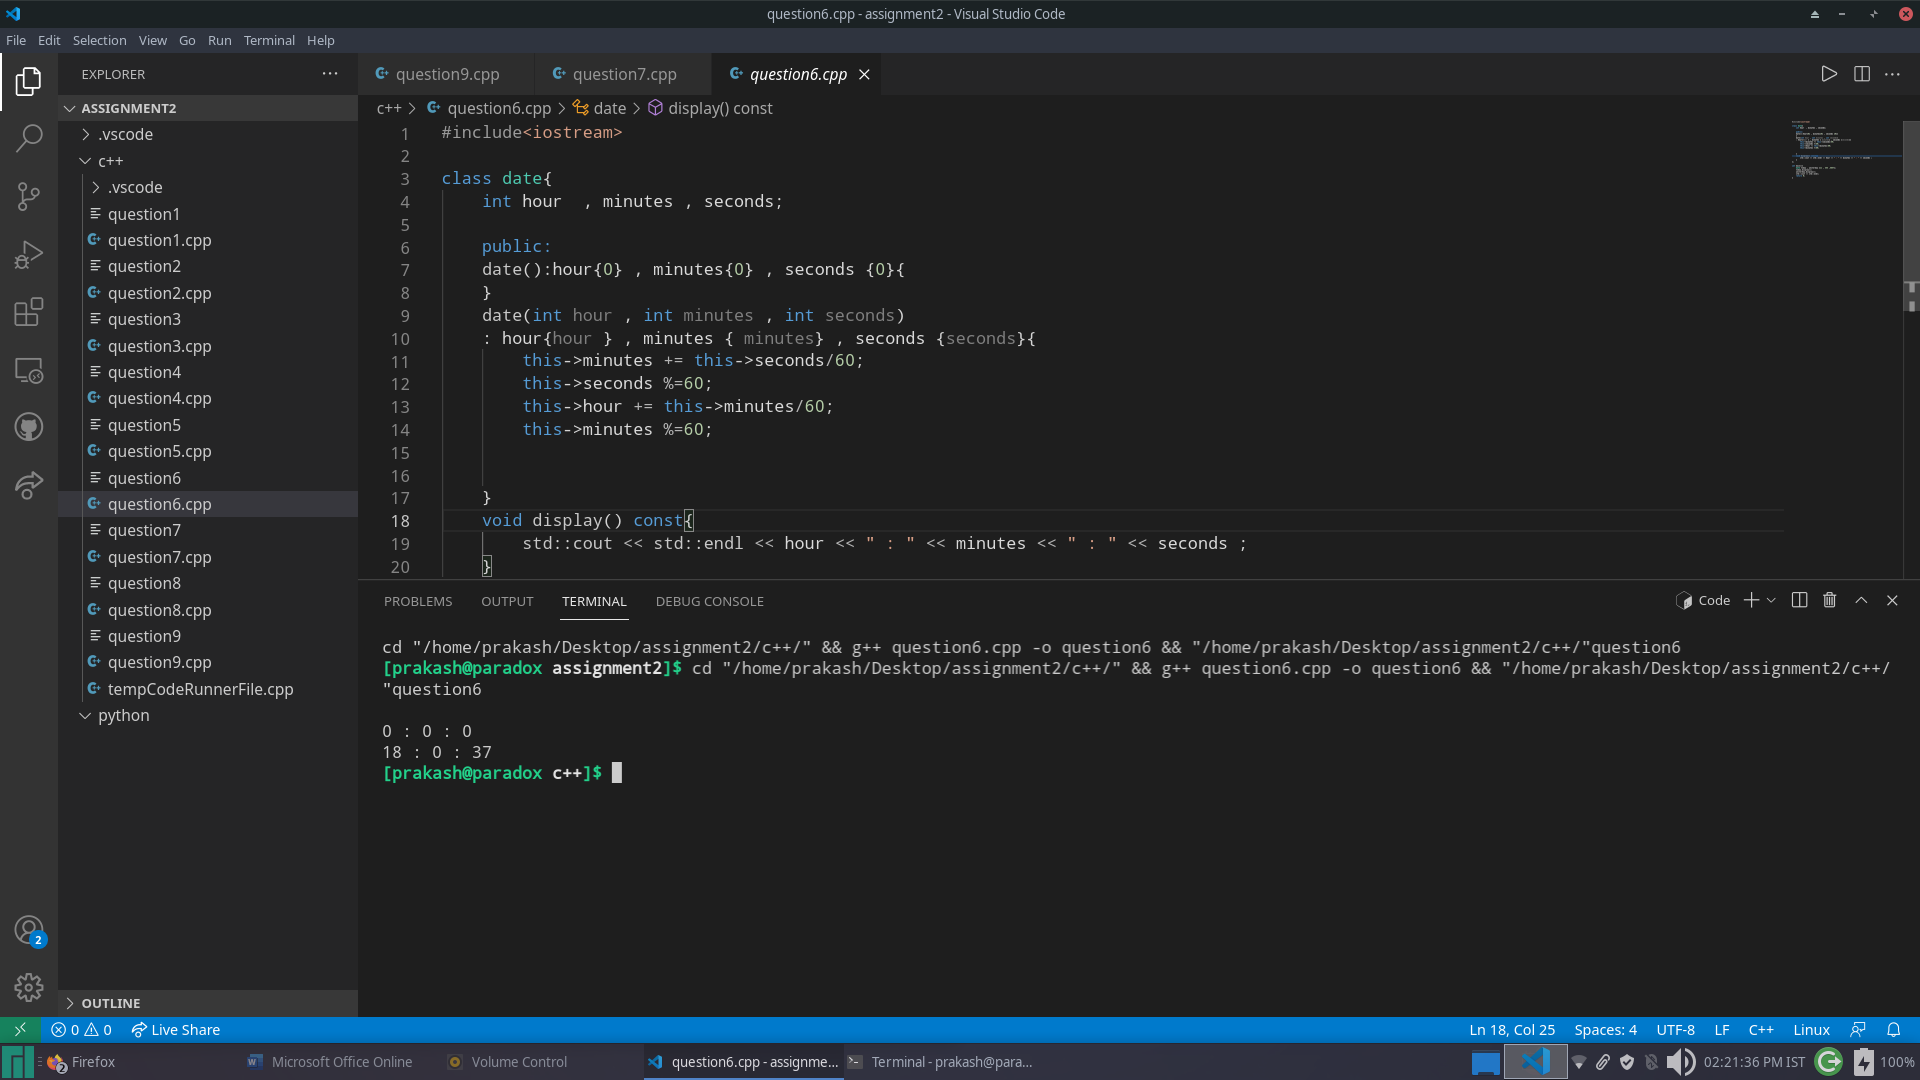 question6.cpp - assignment2 - Visual Studio Code
File Edit Selection View Go Run Terminal Help
EXPLORER
ASSIGNMENT2
.vscode
c++
.vscode
question1
question1.cpp
question2
question2.cpp
question3
question3.cpp
question4
question4.cpp
question5
question5.cpp
question6
question6.cpp
question7
question7.cpp
question8
question8.cpp
question9
question9.cpp
tempCodeRunnerFile.cpp
python
OUTLINE
question9.cpp question7.cpp question6.cpp
c++ > question6.cpp > date > display() const
1 #include<iostream>
2
3 class date{
4 int hour  , minutes , seconds;
5
6 public:
7 date():hour{0} , minutes{0} , seconds {0}{
8 }
9 date(int hour , int minutes , int seconds)
10 : hour{hour } , minutes { minutes} , seconds {seconds}{
11 this->minutes += this->seconds/60;
12 this->seconds %=60;
13 this->hour += this->minutes/60;
14 this->minutes %=60;
15
16
17 }
18 void display() const{
19 std::cout << std::endl << hour << " : " << minutes << " : " << seconds ;
20 }
PROBLEMS OUTPUT TERMINAL DEBUG CONSOLE
Code
cd "/home/prakash/Desktop/assignment2/c++/" && g++ question6.cpp -o question6 && "/home/prakash/Desktop/assignment2/c++/"question6
[prakash@paradox assignment2]$ cd "/home/prakash/Desktop/assignment2/c++/" && g++ question6.cpp -o question6 && "/home/prakash/Desktop/assignment2/c++/
"question6
0 : 0 : 0
18 : 0 : 37
[prakash@paradox c++]$
2
0 0 Live Share
Ln 18, Col 25 Spaces: 4 UTF-8 LF C++ Linux
2 Firefox Microsoft Office Online Volume Control question6.cpp - assignme... Terminal - prakash@para...
02:21:36 PM IST 100%